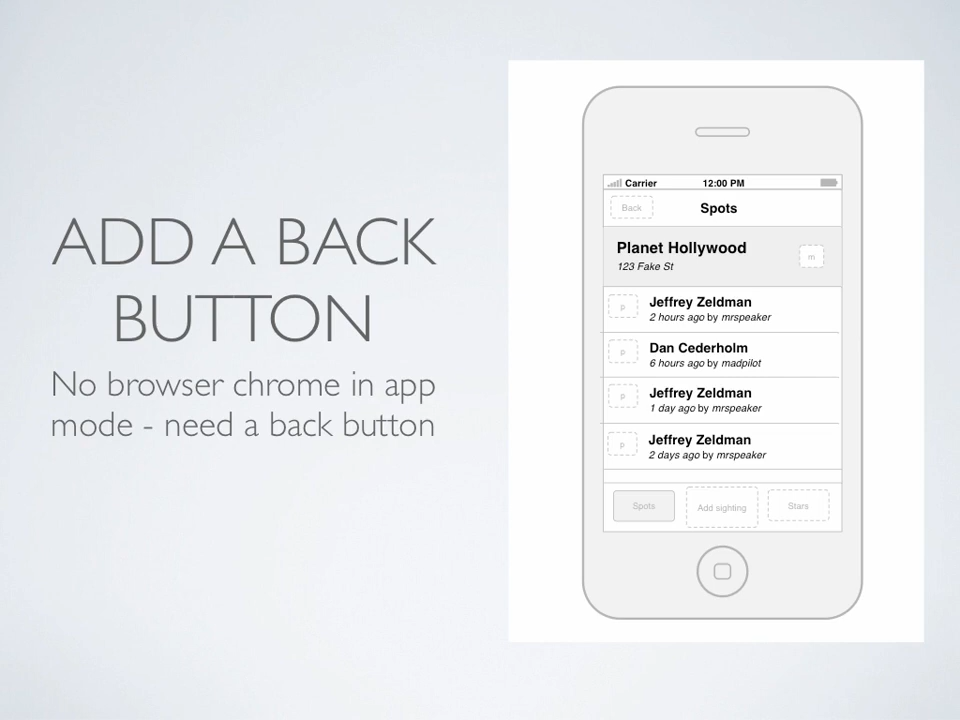 ADD A BACK
BUTTON
No browser chrome in app
mode - need a back button
Carrier 12:00 PM
Back Spots
Planet Hollywood
123 Fake St
m
p
Jeffrey Zeldman
2 hours ago by mrspeaker
p
Dan Cederholm
6 hours ago by madpilot
p
Jeffrey Zeldman
1 day ago by mrspeaker
p
Jeffrey Zeldman
2 days ago by mrspeaker
Spots Add sighting Stars